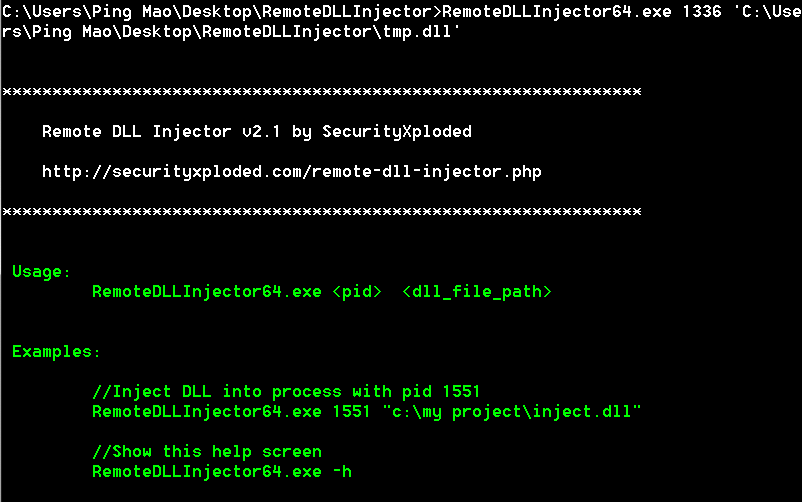 C:\Users\Ping Mao\Desktop\RemoteDLLInjector>RemoteDLLInjector64.exe 1336 'C:\Use
rs\Ping Mao\Desktop\RemoteDLLInjector\tmp.dll'
****************************************************************
Remote DLL Injector v2.1 by SecurityXploded
http://securityxploded.com/remote-dll-injector.php
****************************************************************
Usage:
RemoteDLLInjector64.exe <pid>  <dll_file_path>
Examples:
//Inject DLL into process with pid 1551
RemoteDLLInjector64.exe 1551 "c:\my project\inject.dll"
//Show this help screen
RemoteDLLInjector64.exe -h